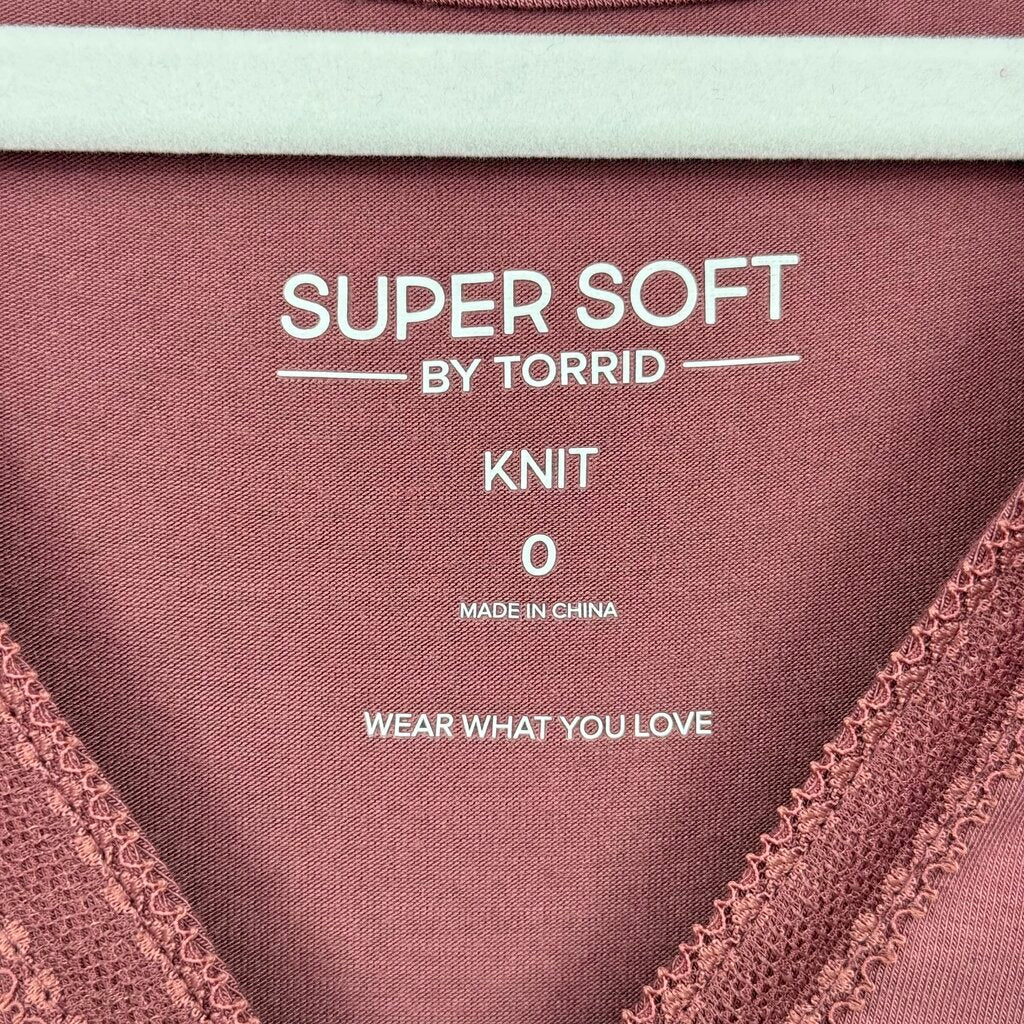 SUPER SOFT
BY TORRID
KNIT
0
MADE IN CHINA
WEAR WHAT YOU LOVE